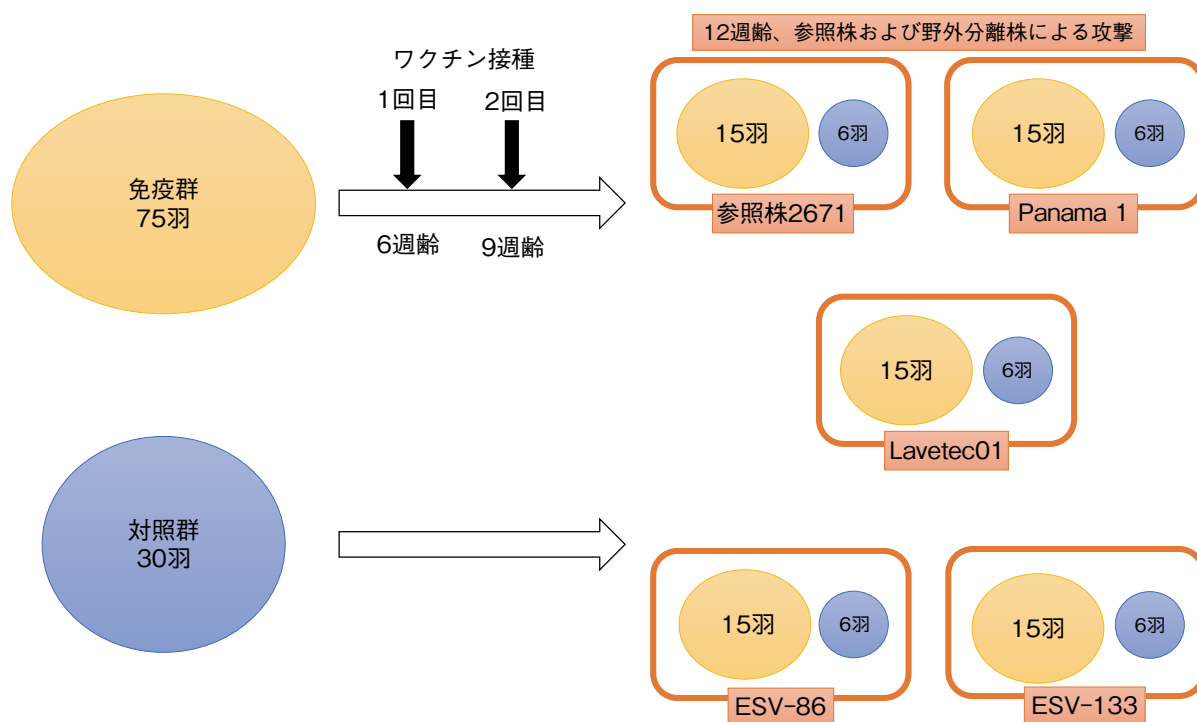 12週齢、参照株および野外分離株による攻撃
ワクチン接種
1回目
2回目
免疫群
75羽
6週齢
9週齢
15羽
6羽
参照株2671
15羽
6羽
Panama 1
15羽
6羽
Lavetec01
対照群
30羽
15羽
6羽
ESV-86
15羽
6羽
ESV-133